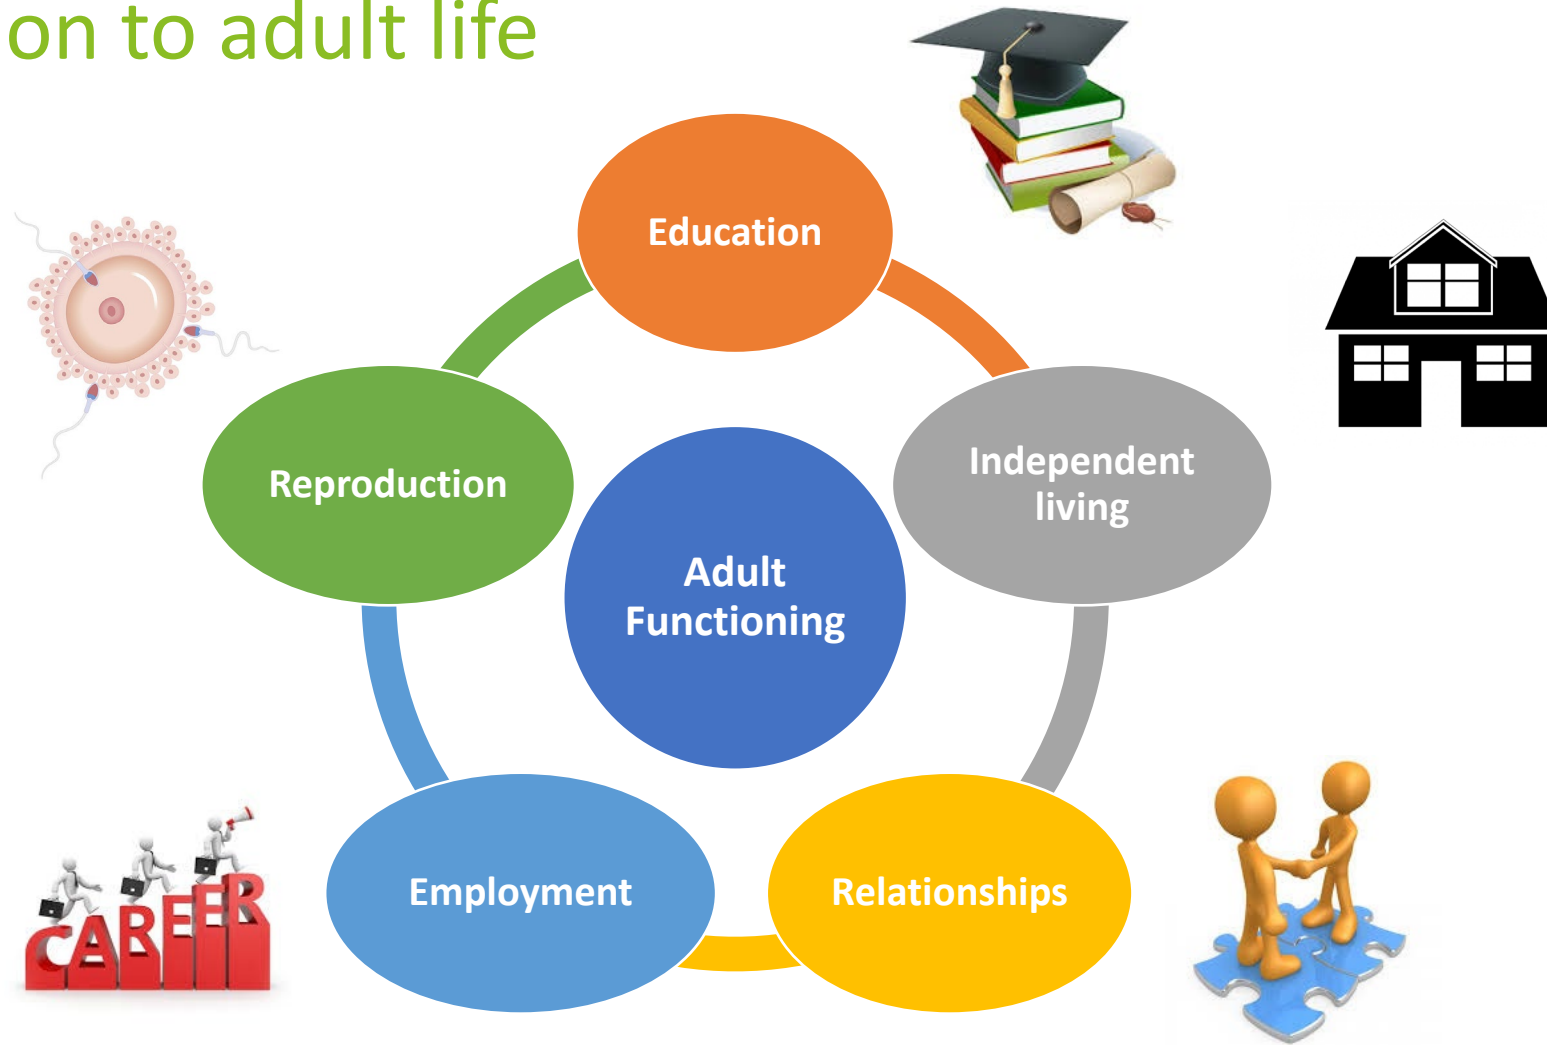 on to adult life
Education
Reproduction
Independent
living
Adult
Functioning
Employment
Relationships
CAREER